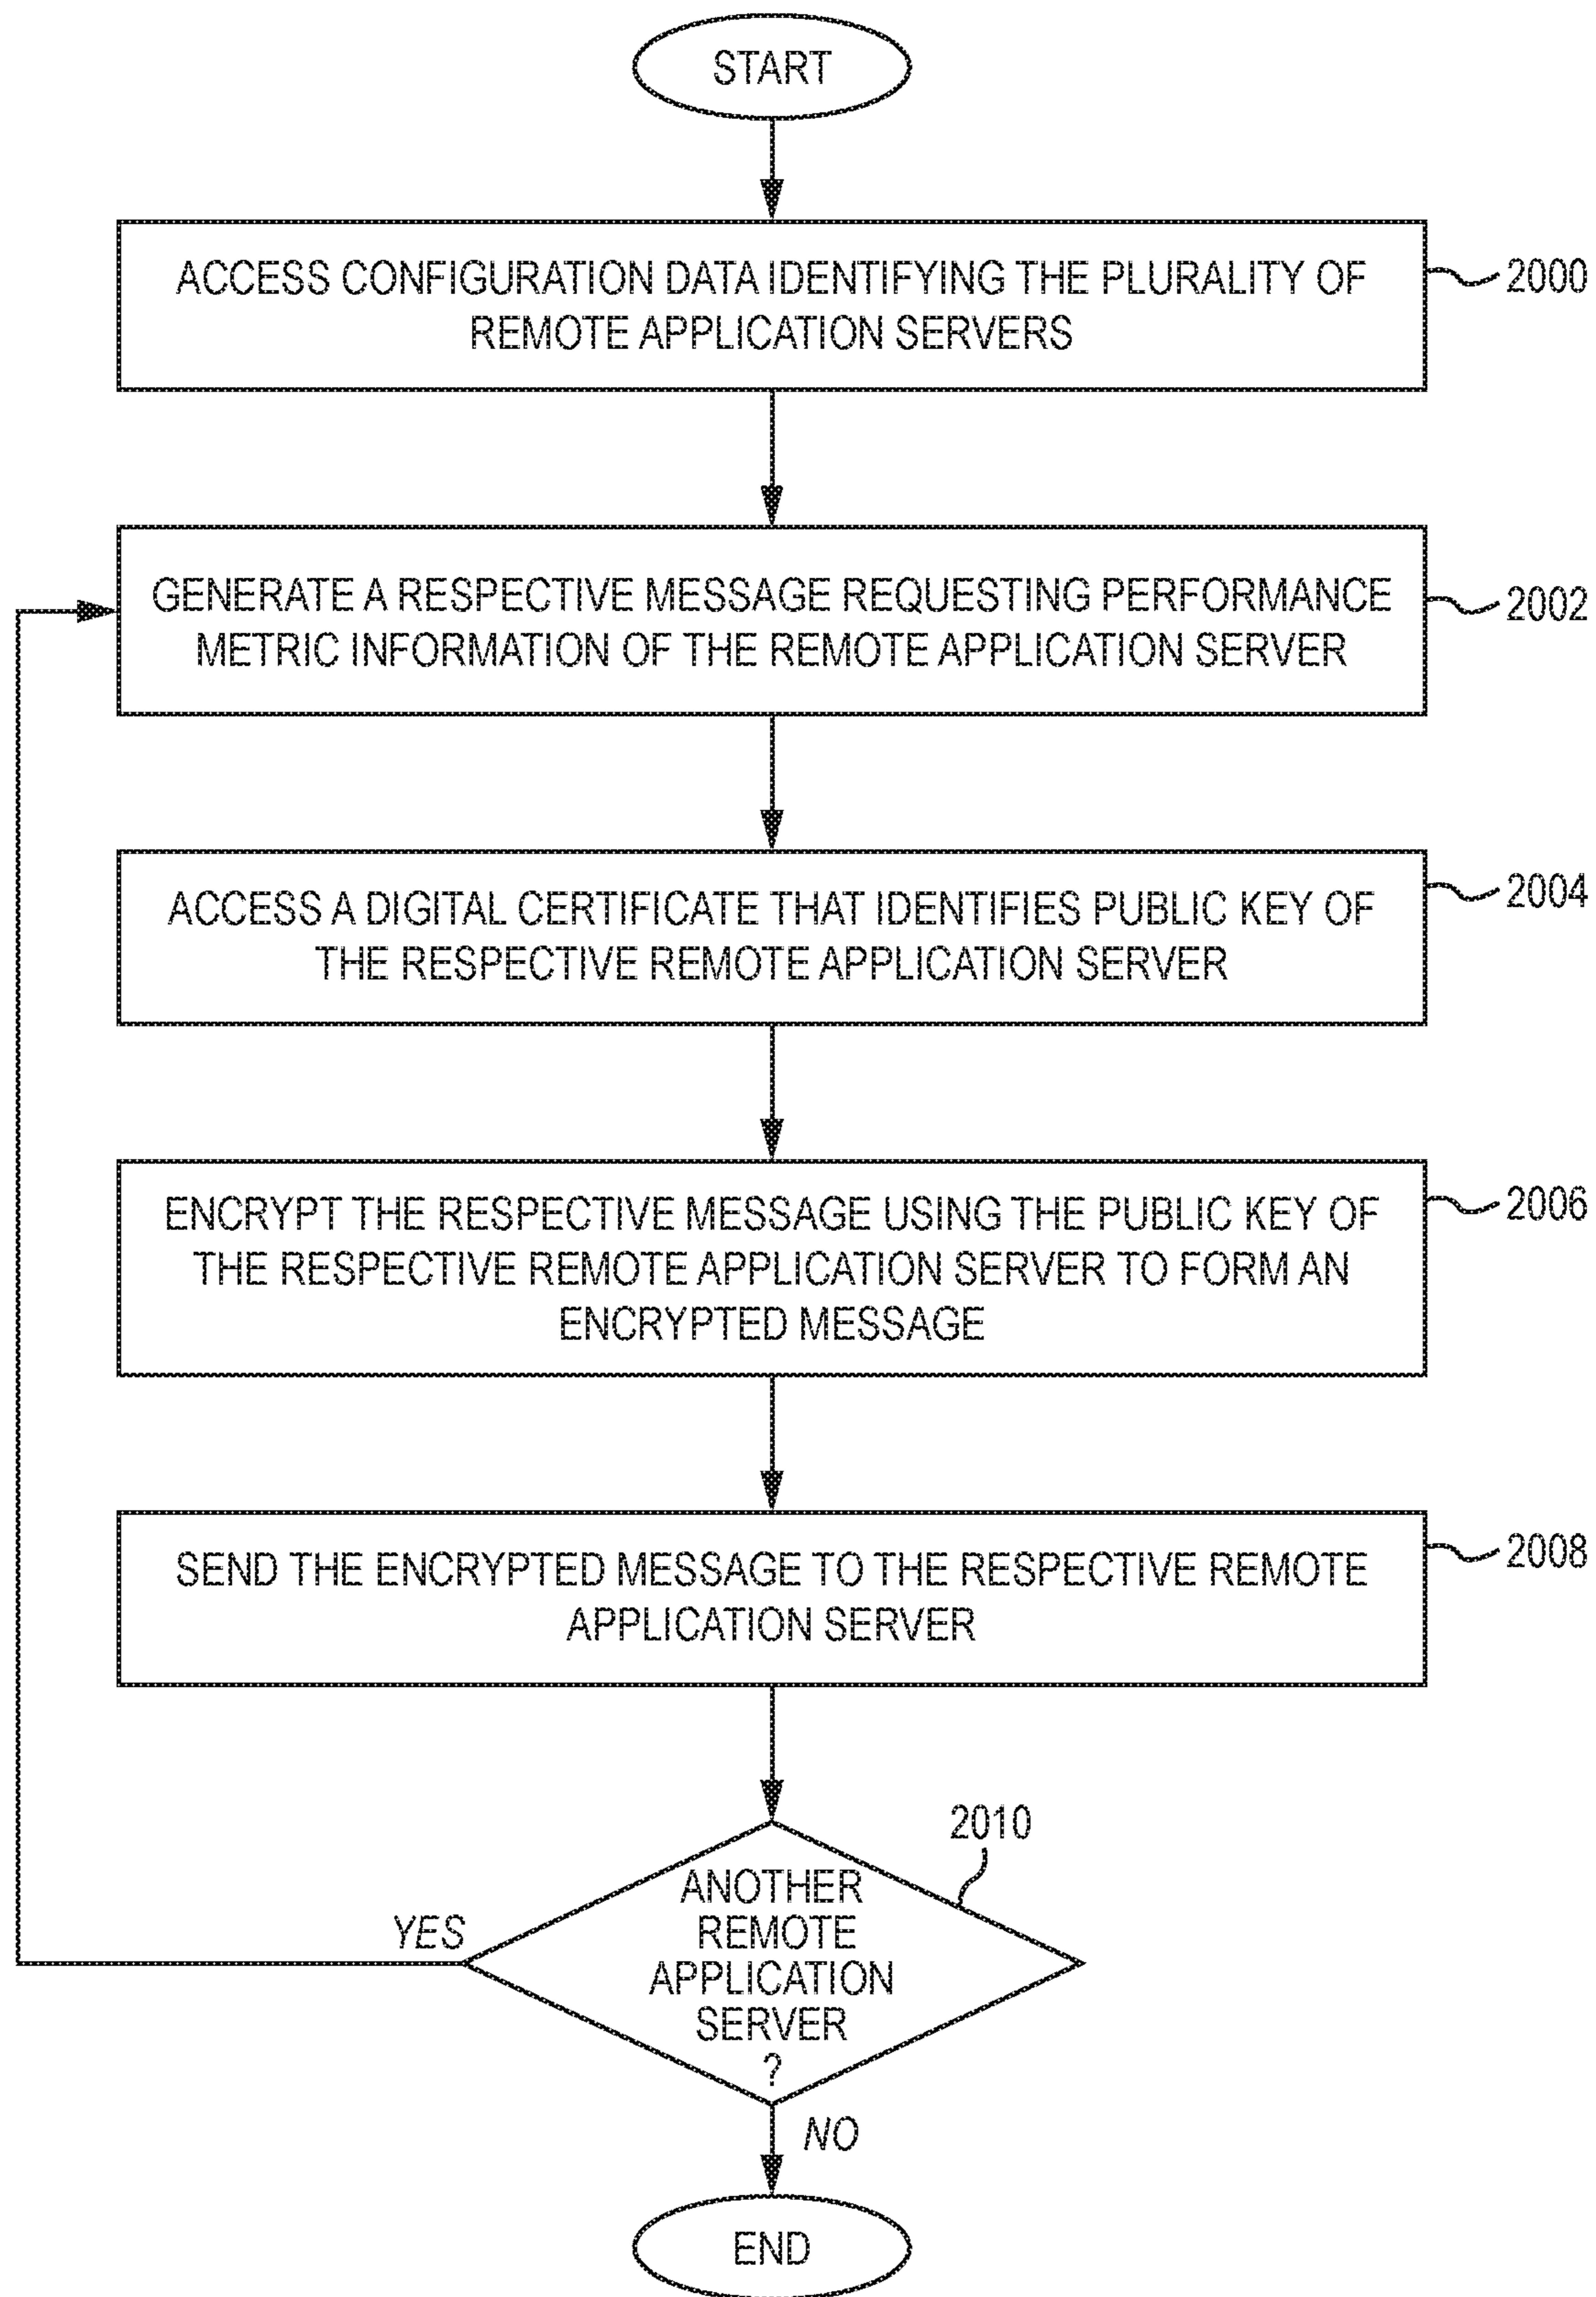 START
ACCESS CONFIGURATION DATA IDENTIFYING THE PLURALITY OF
REMOTE APPLICATION SERVERS
2000
GENERATE A RESPECTIVE MESSAGE REQUESTING PERFORMANCE
METRIC INFORMATION OF THE REMOTE APPLICATION SERVER
2002
ACCESS A DIGITAL CERTIFICATE THAT IDENTIFIES PUBLIC KEY OF
THE RESPECTIVE REMOTE APPLICATION SERVER
2004
ENCRYPT THE RESPECTIVE MESSAGE USING THE PUBLIC KEY OF
THE RESPECTIVE REMOTE APPLICATION SERVER TO FORM AN
ENCRYPTED MESSAGE
2006
SEND THE ENCRYPTED MESSAGE TO THE RESPECTIVE REMOTE
APPLICATION SERVER
2008
2010
ANOTHER
REMOTE
APPLICATION
SERVER
?
YES
NO
END